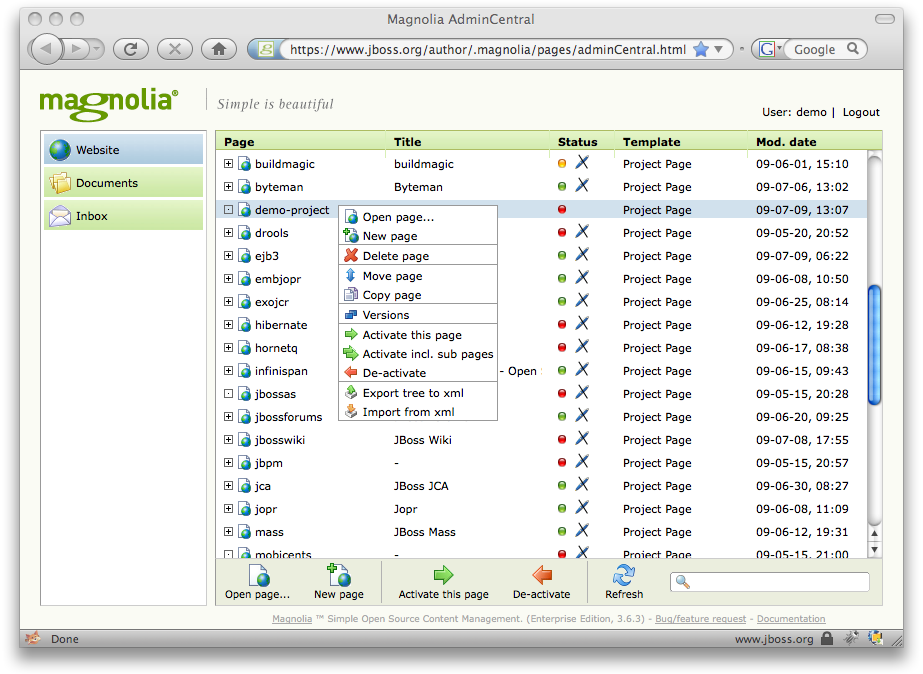 Magnolia AdminCentral
https://www.jboss.org/author/.magnolia/pages/adminCentral.html
Google
magnolia®
Simple is beautiful
User: demo | Logout
Website
Documents
Inbox
Page Title Status Template Mod. date
buildmagic buildmagic Project Page 09-06-01, 15:10
byteman Byteman Project Page 09-07-06, 13:02
demo-project Project Page 09-07-09, 13:07
drools Project Page 09-05-20, 20:52
ejb3 Project Page 09-07-09, 06:22
embjopr Project Page 09-06-08, 10:50
exojcr Project Page 09-06-25, 08:14
hibernate Project Page 09-06-12, 19:28
hornetq Project Page 09-06-17, 08:38
infinispan - Open Project Page 09-06-15, 09:43
jbossas Project Page 09-05-15, 20:28
jbossforums Project Page 09-06-20, 09:25
jbosswiki JBoss Wiki Project Page 09-07-08, 17:55
jbpm - Project Page 09-05-15, 20:57
jca JBoss JCA Project Page 09-06-30, 08:27
jopr Jopr Project Page 09-06-08, 11:09
mass JBoss Mass Project Page 09-06-12, 19:31
mobicents - Project Page 09-05-15, 21:00
Open page...
New page
Delete page
Move page
Copy page
Versions
Activate this page
Activate incl. sub pages
De-activate
Export tree to xml
Import from xml
Open page... New page Activate this page De-activate Refresh
Magnolia ™ Simple Open Source Content Management. (Enterprise Edition, 3.6.3) - Bug/feature request - Documentation
Done www.jboss.org